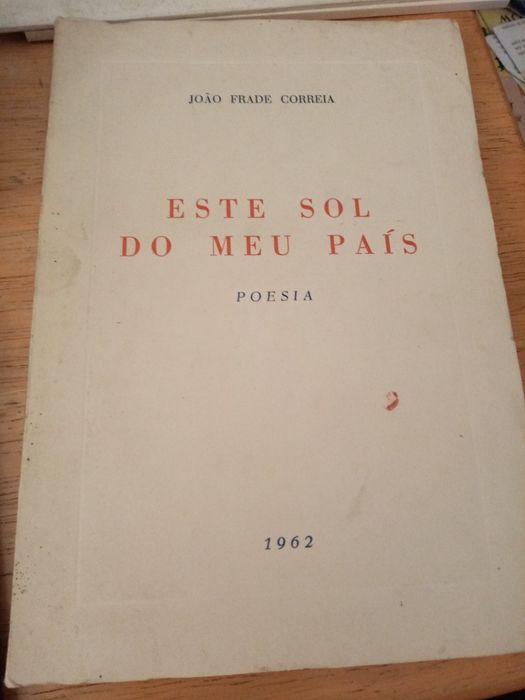 JOÃO FRADE CORREIA
ESTE SOL
DO MEU PAÍS
POESIA
1962